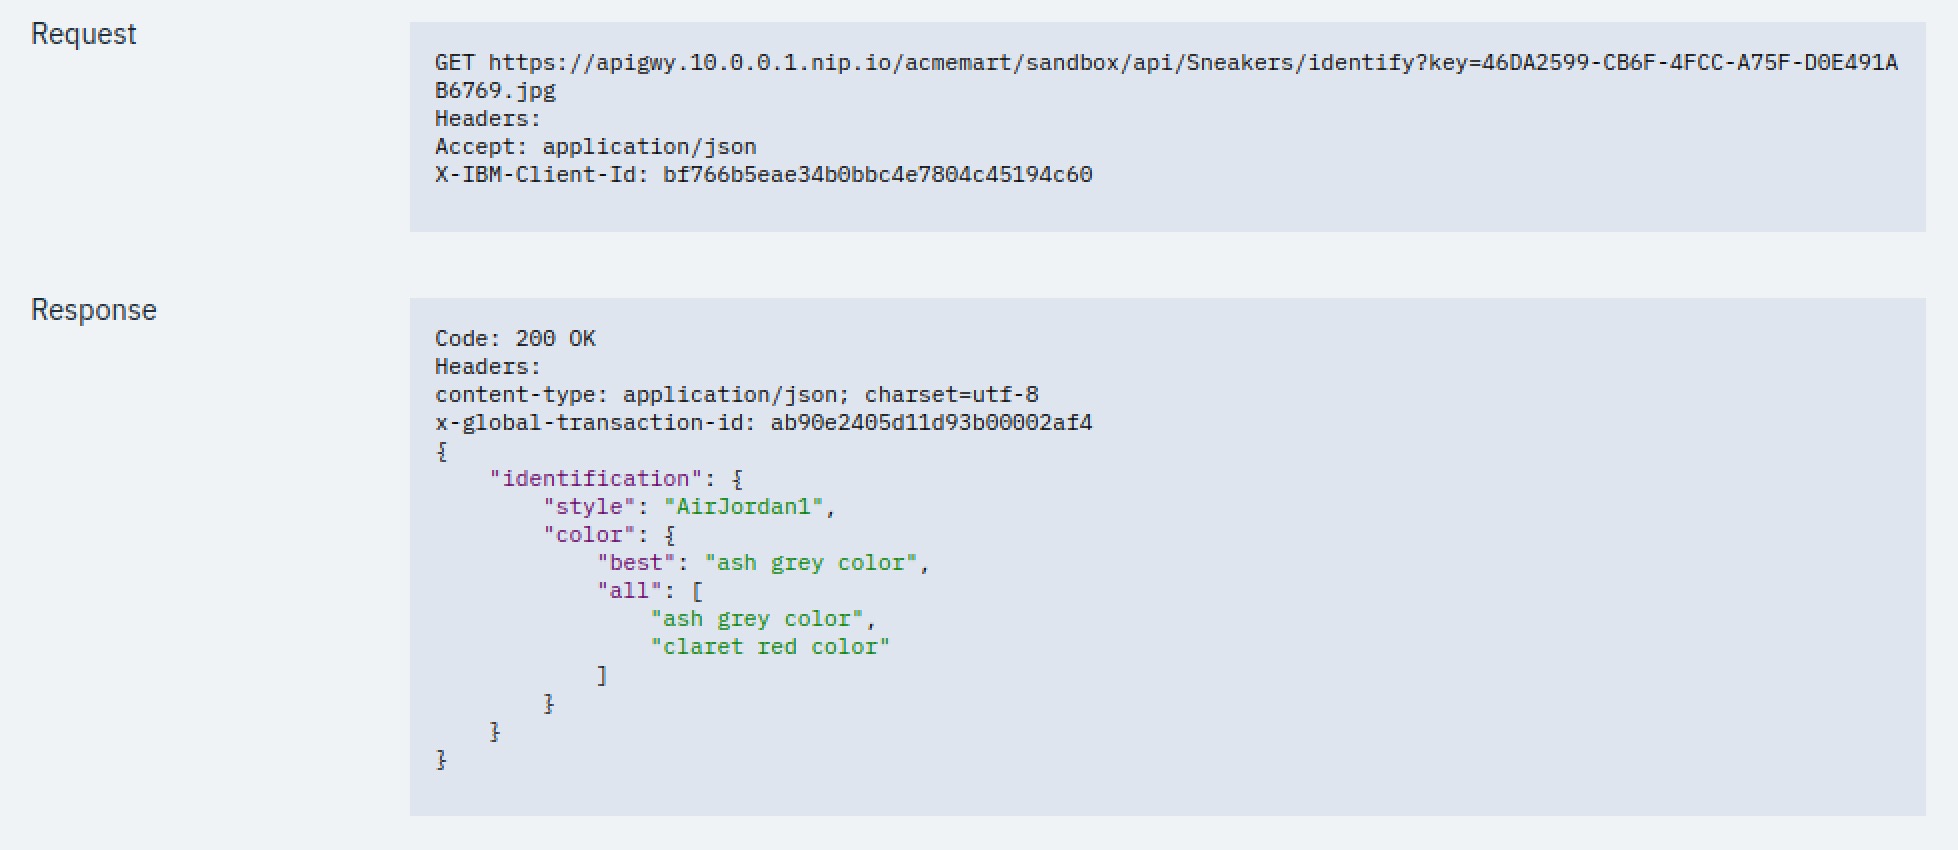 Request
GET https://apigwy.10.0.0.1.nip.io/acmemart/sandbox/api/Sneakers/identify?key=46DA2599-CB6F-4FCC-A75F-D0E491A
B6769.jpg
Headers:
Accept: application/json
X-IBM-Client-Id: bf766b5eae34b0bbc4e7804c45194c60
Response
Code: 200 OK
Headers:
content-type: application/json; charset=utf-8
x-global-transaction-id: ab90e2405d11d93b00002af4
{
    "identification": {
        "style": "AirJordan1",
        "color": {
            "best": "ash grey color",
            "all": [
                "ash grey color",
                "claret red color"
            ]
        }
    }
}